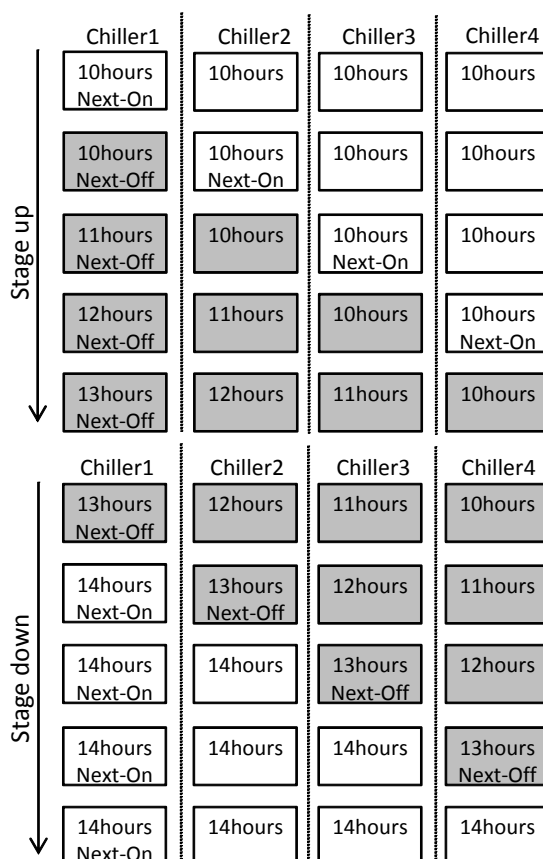 Chiller1 Chiller2 Chiller3 Chiller4
10hours 10hours 10hours 10hours
Next-On
10hours 10hours 10hours 10hours
Next-Off Next-On
11hours 10hours 10hours 10hours
Next-Off Next-On
12hours 11hours 10hours 10hours
Next-Off Next-On
13hours 12hours 11hours 10hours
Next-Off
Stage up
Chiller1 Chiller2 Chiller3 Chiller4
13hours 12hours 11hours 10hours
Next-Off
14hours 13hours 12hours 11hours
Next-On Next-Off
14hours 14hours 13hours 12hours
Next-On Next-Off
14hours 14hours 14hours 13hours
Next-On Next-Off
14hours 14hours 14hours 14hours
Next-On
Stage down